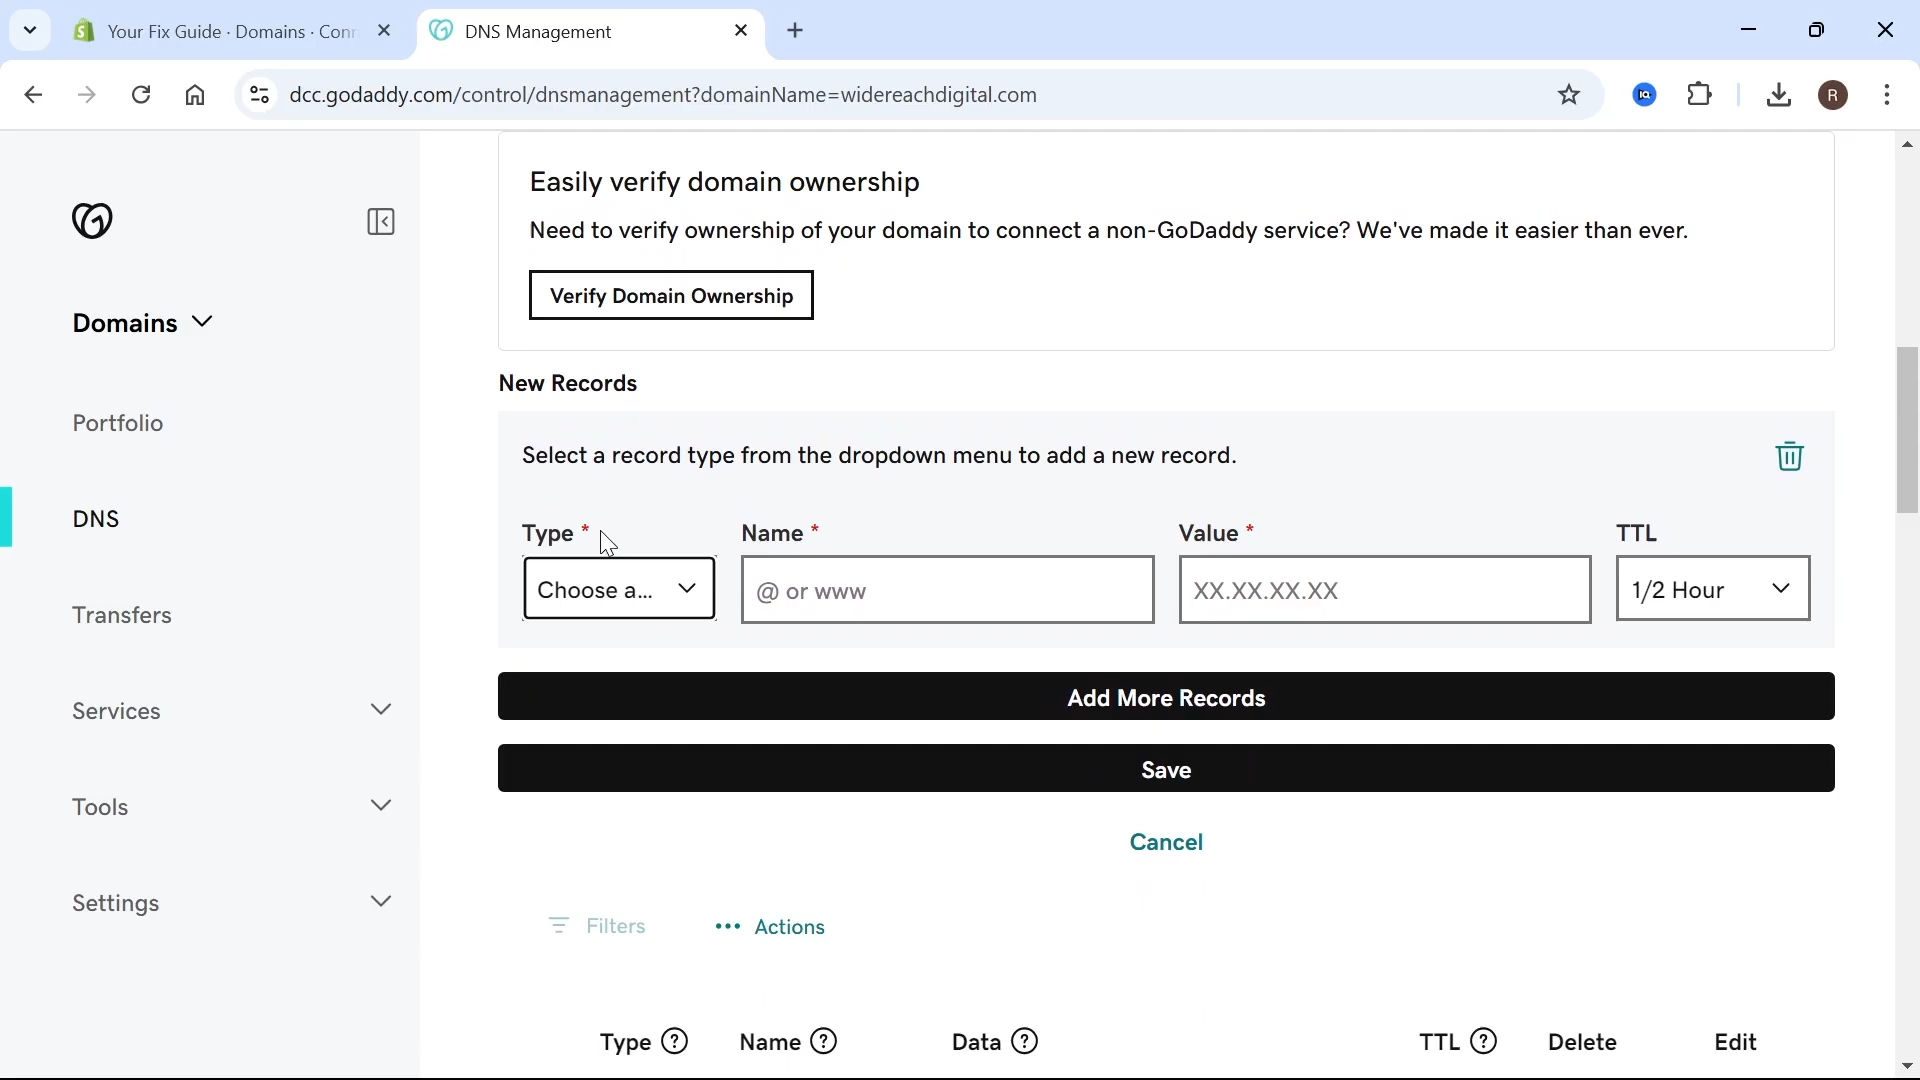 Your Fix Guide · Domains · Con
DNS Management
dcc.godaddy.com/control/dnsmanagement?domainName=widereachdigital.com
R
Domains
Portfolio
DNS
Transfers
Services
Tools
Settings
Easily verify domain ownership
Need to verify ownership of your domain to connect a non-GoDaddy service? We've made it easier than ever.
Verify Domain Ownership
New Records
Select a record type from the dropdown menu to add a new record.
Type * Name * Value * TTL
Choose a... @ or www XX.XX.XX.XX 1/2 Hour
Add More Records
Save
Cancel
Filters ••• Actions
Type ? Name ? Data ? TTL ? Delete Edit